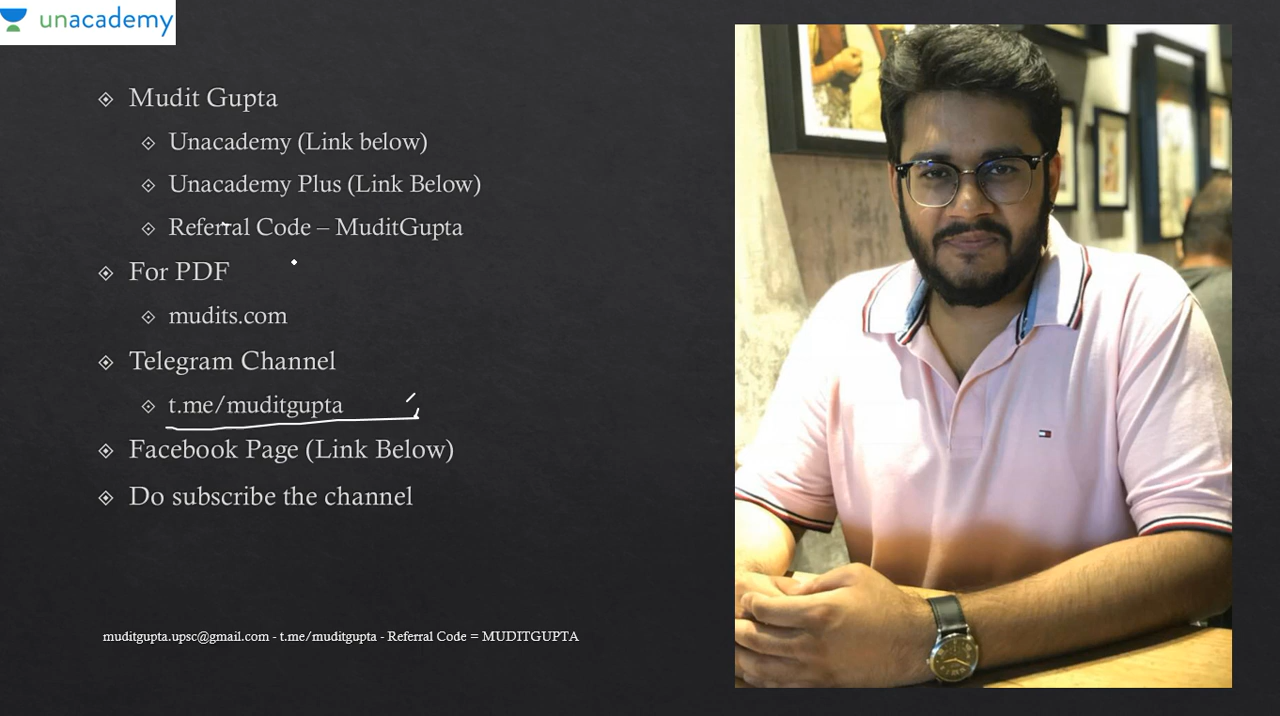 unacademy
Mudit Gupta
Unacademy (Link below)
Unacademy Plus (Link Below)
Referral Code – MuditGupta
For PDF
mudits.com
Telegram Channel
t.me/muditgupta
Facebook Page (Link Below)
Do subscribe the channel
muditgupta.upsc@gmail.com - t.me/muditgupta - Referral Code = MUDITGUPTA